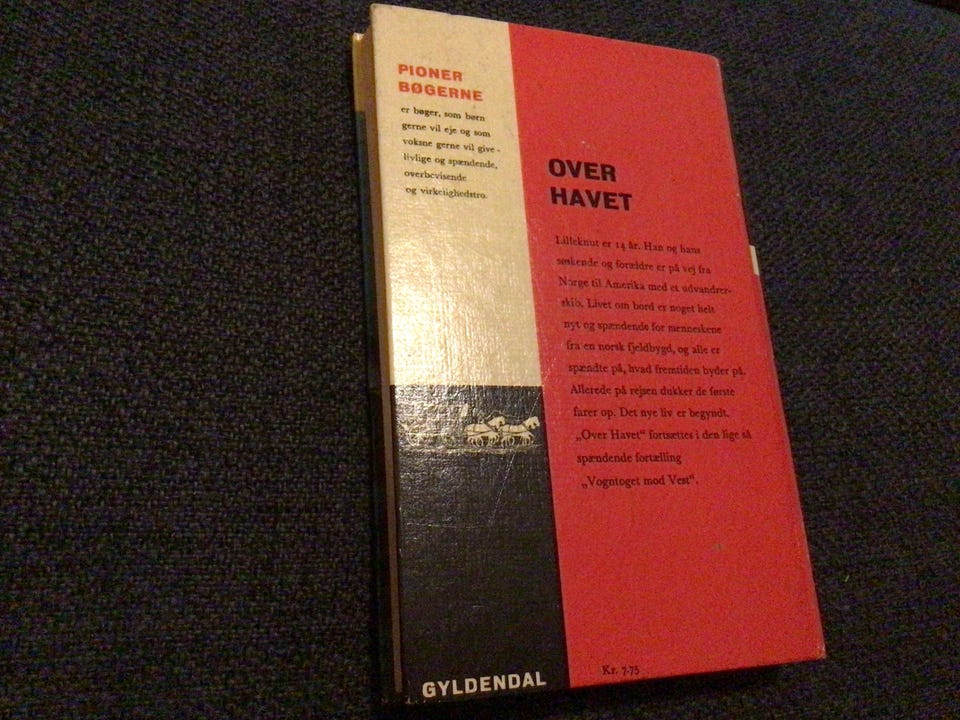 PIONER
BØGERNE
er bøger, som børn
gerne vil eje og som
voksne gerne vil give -
livlige og spændende,
overbevisende
og virkelighedstro.
OVER
HAVET
Lilleknut er 14 år. Han og hans
søskende og forældre er på vej fra
Norge til Amerika med et udvandrer-
skib. Livet om bord er noget helt
nyt og spændende for menneskene
fra en norsk fjeldbygd, og alle er
spændte på, hvad fremtiden byder på.
Allerede på rejsen dukker de første
farer op. Det nye liv er begyndt.
„Over Havet“ fortsættes i den lige så
spændende fortælling
„Vogntoget mod Vest“.
Kr. 7.75
GYLDENDAL